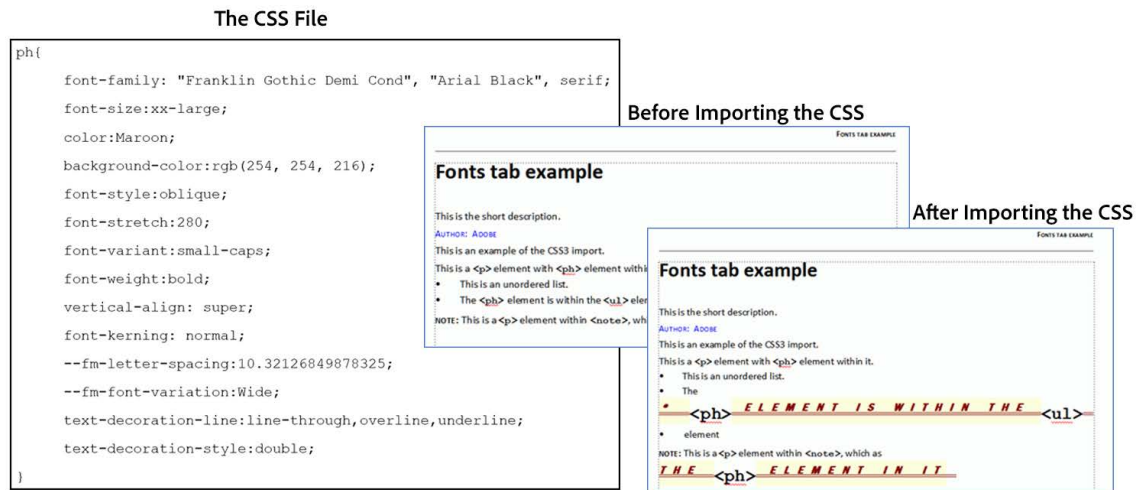 The CSS File
ph{
font-family: "Franklin Gothic Demi Cond", "Arial Black", serif;
font-size:xx-large;
color:Maroon;
background-color:rgb(254, 254, 216);
font-style:oblique;
font-stretch:280;
font-variant:small-caps;
font-weight:bold;
vertical-align: super;
font-kerning: normal;
--fm-letter-spacing:10.32126849878325;
--fm-font-variation:Wide;
text-decoration-line:line-through,overline,underline;
text-decoration-style:double;
}
Before Importing the CSS
FONTS TAB EXAMPLE
Fonts tab example
This is the short description.
AUTHOR: ADOBE
This is an example of the CSS3 import.
This is a <p> element with <ph> element withi
• This is an unordered list.
• The <ph> element is within the <ul> ele
NOTE: This is a <p> element within <note>, wh
After Importing the CSS
FONTS TAB EXAMPLE
Fonts tab example
This is the short description.
AUTHOR: ADOBE
This is an example of the CSS3 import.
This is a <p> element with <ph> element within it.
• This is an unordered list.
• The
• <ph> ELEMENT IS WITHIN THE <ul>
• element
NOTE: This is a <p> element within <note>, which as
THE <ph> ELEMENT IN IT